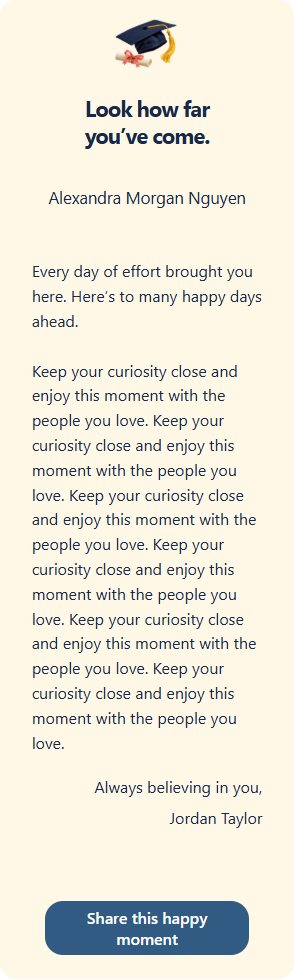 Look how far
you’ve come.
Alexandra Morgan Nguyen
Every day of effort brought you
here. Here’s to many happy days
ahead.
Keep your curiosity close and
enjoy this moment with the
people you love. Keep your
curiosity close and enjoy this
moment with the people you
love. Keep your curiosity close
and enjoy this moment with the
people you love. Keep your
curiosity close and enjoy this
moment with the people you
love. Keep your curiosity close
and enjoy this moment with the
people you love. Keep your
curiosity close and enjoy this
moment with the people you
love.
Always believing in you,
Jordan Taylor
Share this happy
moment